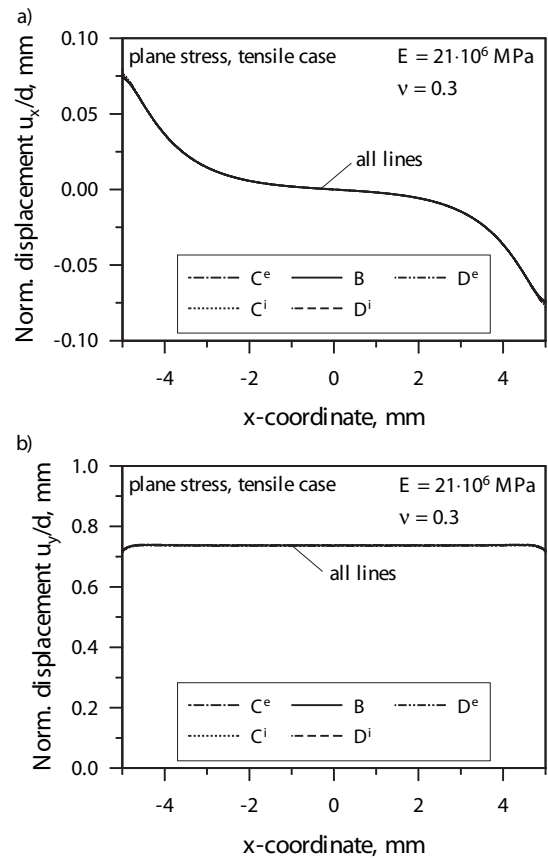 a)
0.10
plane stress, tensile case
E = 21·10⁶ MPa
ν = 0.3
0.05
all lines
0.00
Cᵉ B Dᵉ
-0.05
Cⁱ Dⁱ
-0.10
Norm. displacement uₓ/d, mm
-4 -2 0 2 4
x-coordinate, mm
b)
1.0
plane stress, tensile case
E = 21·10⁶ MPa
0.8
ν = 0.3
all lines
0.6
0.4
Cᵉ B Dᵉ
0.2
Cⁱ Dⁱ
0.0
Norm. displacement u_y/d, mm
-4 -2 0 2 4
x-coordinate, mm